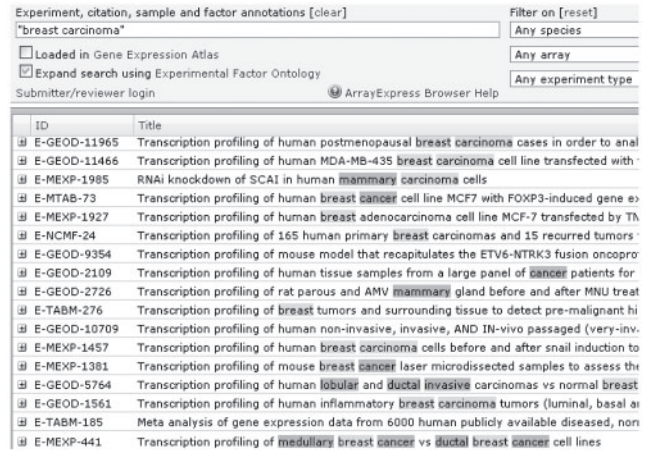 Experiment, citation, sample and factor annotations [clear]
Filter on [reset]
"breast carcinoma"
Any species
Loaded in Gene Expression Atlas
Any array
Expand search using Experimental Factor Ontology
Any experiment type
Submitter/reviewer login
ArrayExpress Browser Help
ID Title
E-GEOD-11965 Transcription profiling of human postmenopausal breast carcinoma cases in order to anal
E-GEOD-11466 Transcription profiling of human MDA-MB-435 breast carcinoma cell line transfected with
E-MEXP-1985 RNAi knockdown of SCAI in human mammary carcinoma cells
E-MTAB-73 Transcription profiling of human breast cancer cell line MCF7 with FOXP3-induced gene ex
E-MEXP-1927 Transcription profiling of human breast adenocarcinoma cell line MCF-7 transfected by TN
E-NCMF-24 Transcription profiling of 165 human primary breast carcinomas and 15 recurred tumors
E-GEOD-9354 Transcription profiling of mouse model that recapitulates the ETV6-NTRK3 fusion oncopro
E-GEOD-2109 Transcription profiling of human tissue samples from a large panel of cancer patients for
E-GEOD-2726 Transcription profiling of rat parous and AMV mammary gland before and after MNU treat
E-TABM-276 Transcription profiling of breast tumors and surrounding tissue to detect pre-malignant hi
E-GEOD-10709 Transcription profiling of human non-invasive, invasive, AND IN-vivo passaged (very-inv
E-MEXP-1457 Transcription profiling of human breast carcinoma cells before and after snail induction to
E-MEXP-1381 Transcription profiling of mouse breast cancer laser microdissected samples to assess the
E-GEOD-5764 Transcription profiling of human lobular and ductal invasive carcinomas vs normal breast
E-GEOD-1561 Transcription profiling of human inflammatory breast carcinoma tumors (luminal, basal a
E-TABM-185 Meta analysis of gene expression data from 6000 human publicly available diseased, nor
E-MEXP-441 Transcription profiling of medullary breast cancer vs ductal breast cancer cell lines